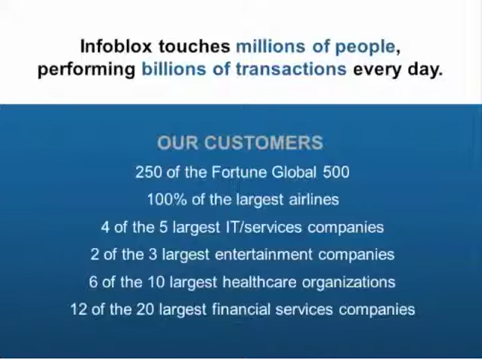 Infoblox touches millions of people,
performing billions of transactions every day.
OUR CUSTOMERS
250 of the Fortune Global 500
100% of the largest airlines
4 of the 5 largest IT/services companies
2 of the 3 largest entertainment companies
6 of the 10 largest healthcare organizations
12 of the 20 largest financial services companies